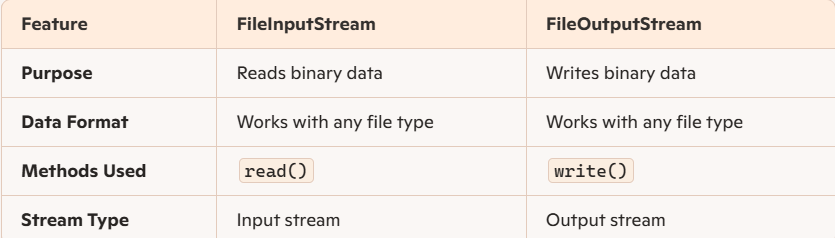 Feature FileInputStream FileOutputStream
Purpose Reads binary data Writes binary data
Data Format Works with any file type Works with any file type
Methods Used read() write()
Stream Type Input stream Output stream